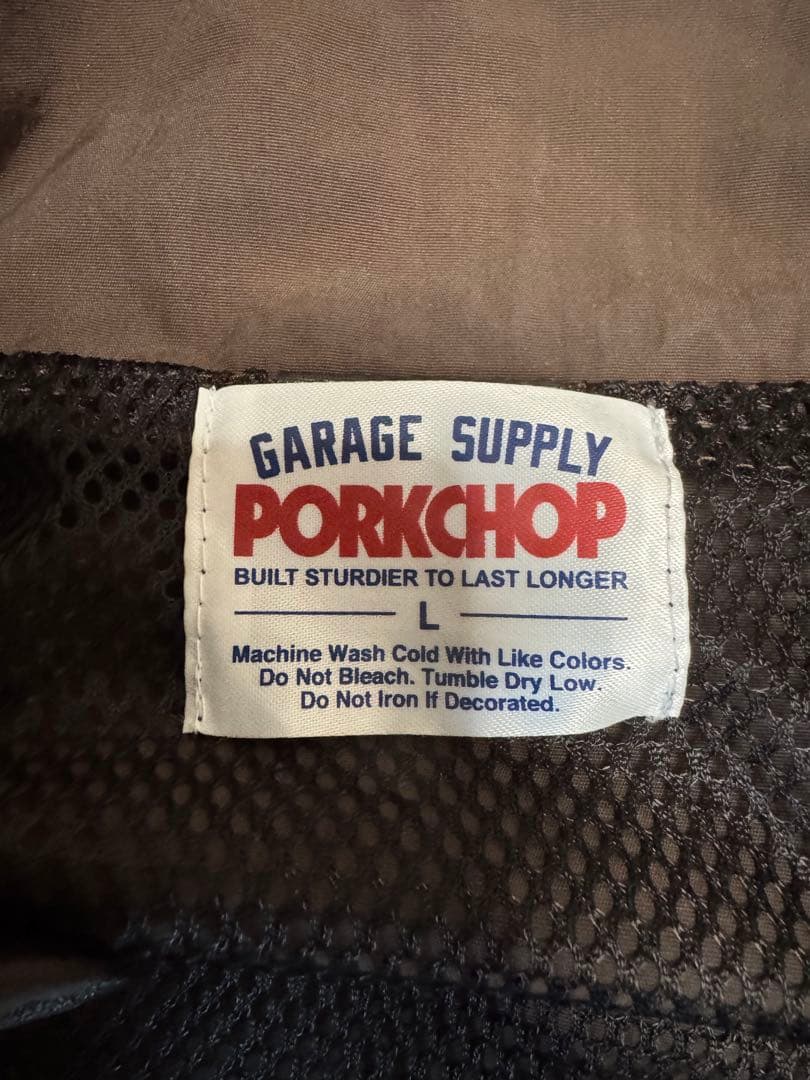 GARAGE SUPPLY
PORKCHOP
BUILT STURDIER TO LAST LONGER
L
Machine Wash Cold With Like Colors.
Do Not Bleach. Tumble Dry Low.
Do Not Iron If Decorated.